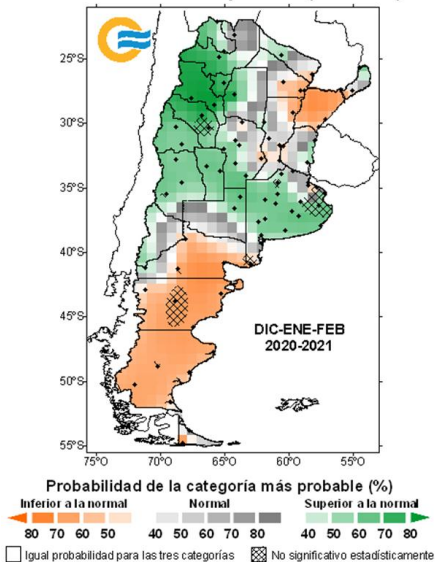 25°S
30°S
35°S
40°S
45°S
50°S
55°S
DIC-ENE-FEB
2020-2021
75°O 70°O 65°O 60°O 55°O
Probabilidad de la categoría más probable (%)
Inferior a la normal Normal Superior a la normal
80 70 60 50 40 50 60 70 80 40 50 60 70 80
Igual probabilidad para las tres categorías No significativo estadísticamente